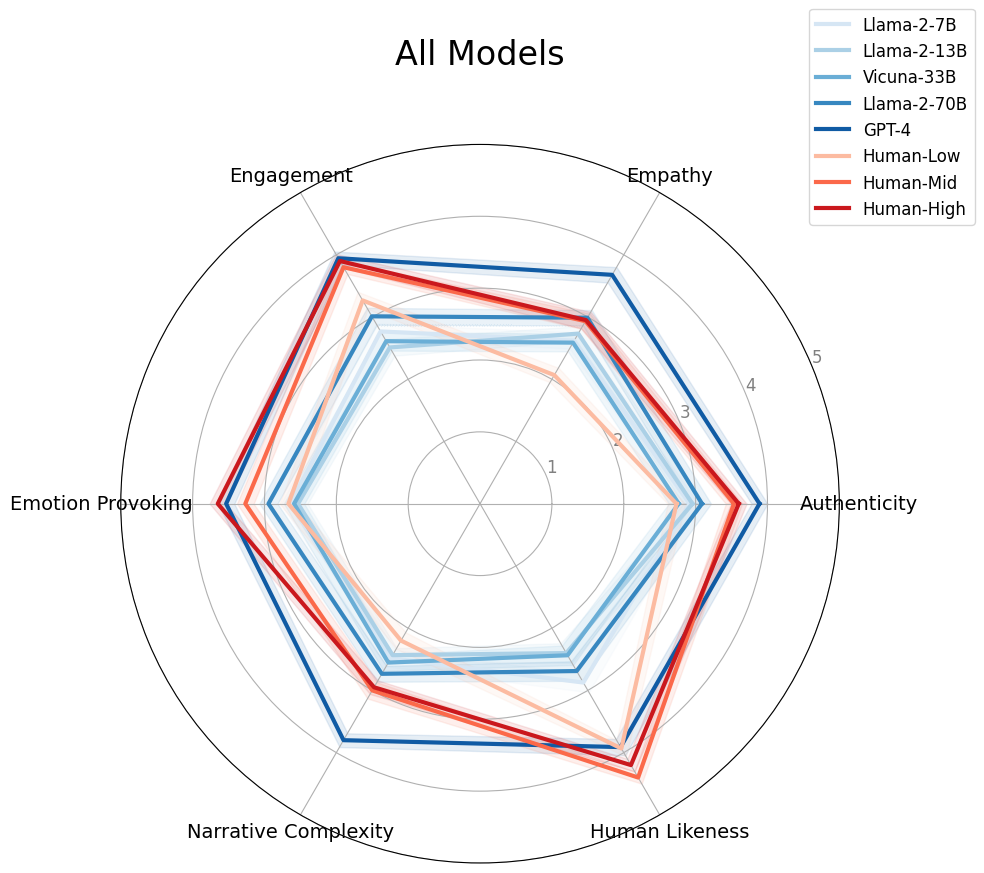 All Models
Llama-2-7B
Llama-2-13B
Vicuna-33B
Llama-2-70B
GPT-4
Human-Low
Human-Mid
Human-High
Engagement
Empathy
5
4
3
2
1
Emotion Provoking
Authenticity
Narrative Complexity
Human Likeness